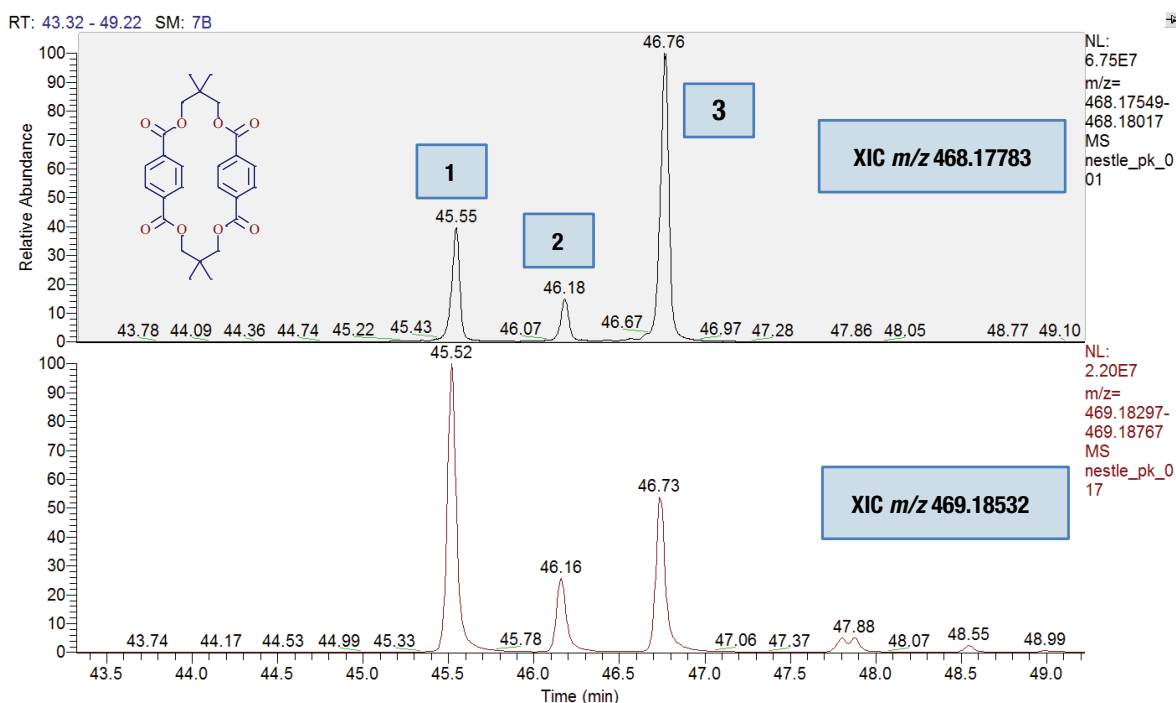 RT: 43.32 - 49.22 SM: 7B
NL:
6.75E7
m/z=
468.17549-
468.18017
MS
nestle_pk_0
01
Relative Abundance
100
90
80
70
60
50
40
30
20
10
0
O O O O
O O O O
1
2
3
XIC m/z 468.17783
43.78 44.09 44.36 44.74 45.22 45.43 45.55 46.07 46.18 46.67 46.76 46.97 47.28 47.86 48.05 48.77 49.10
NL:
2.20E7
m/z=
469.18297-
469.18767
MS
nestle_pk_0
17
100
90
80
70
60
50
40
30
20
10
0
XIC m/z 469.18532
43.74 44.17 44.53 44.99 45.33 45.52 45.78 46.16 46.73 47.06 47.37 47.88 48.07 48.55 48.99
43.5 44.0 44.5 45.0 45.5 46.0 46.5 47.0 47.5 48.0 48.5 49.0
Time (min)